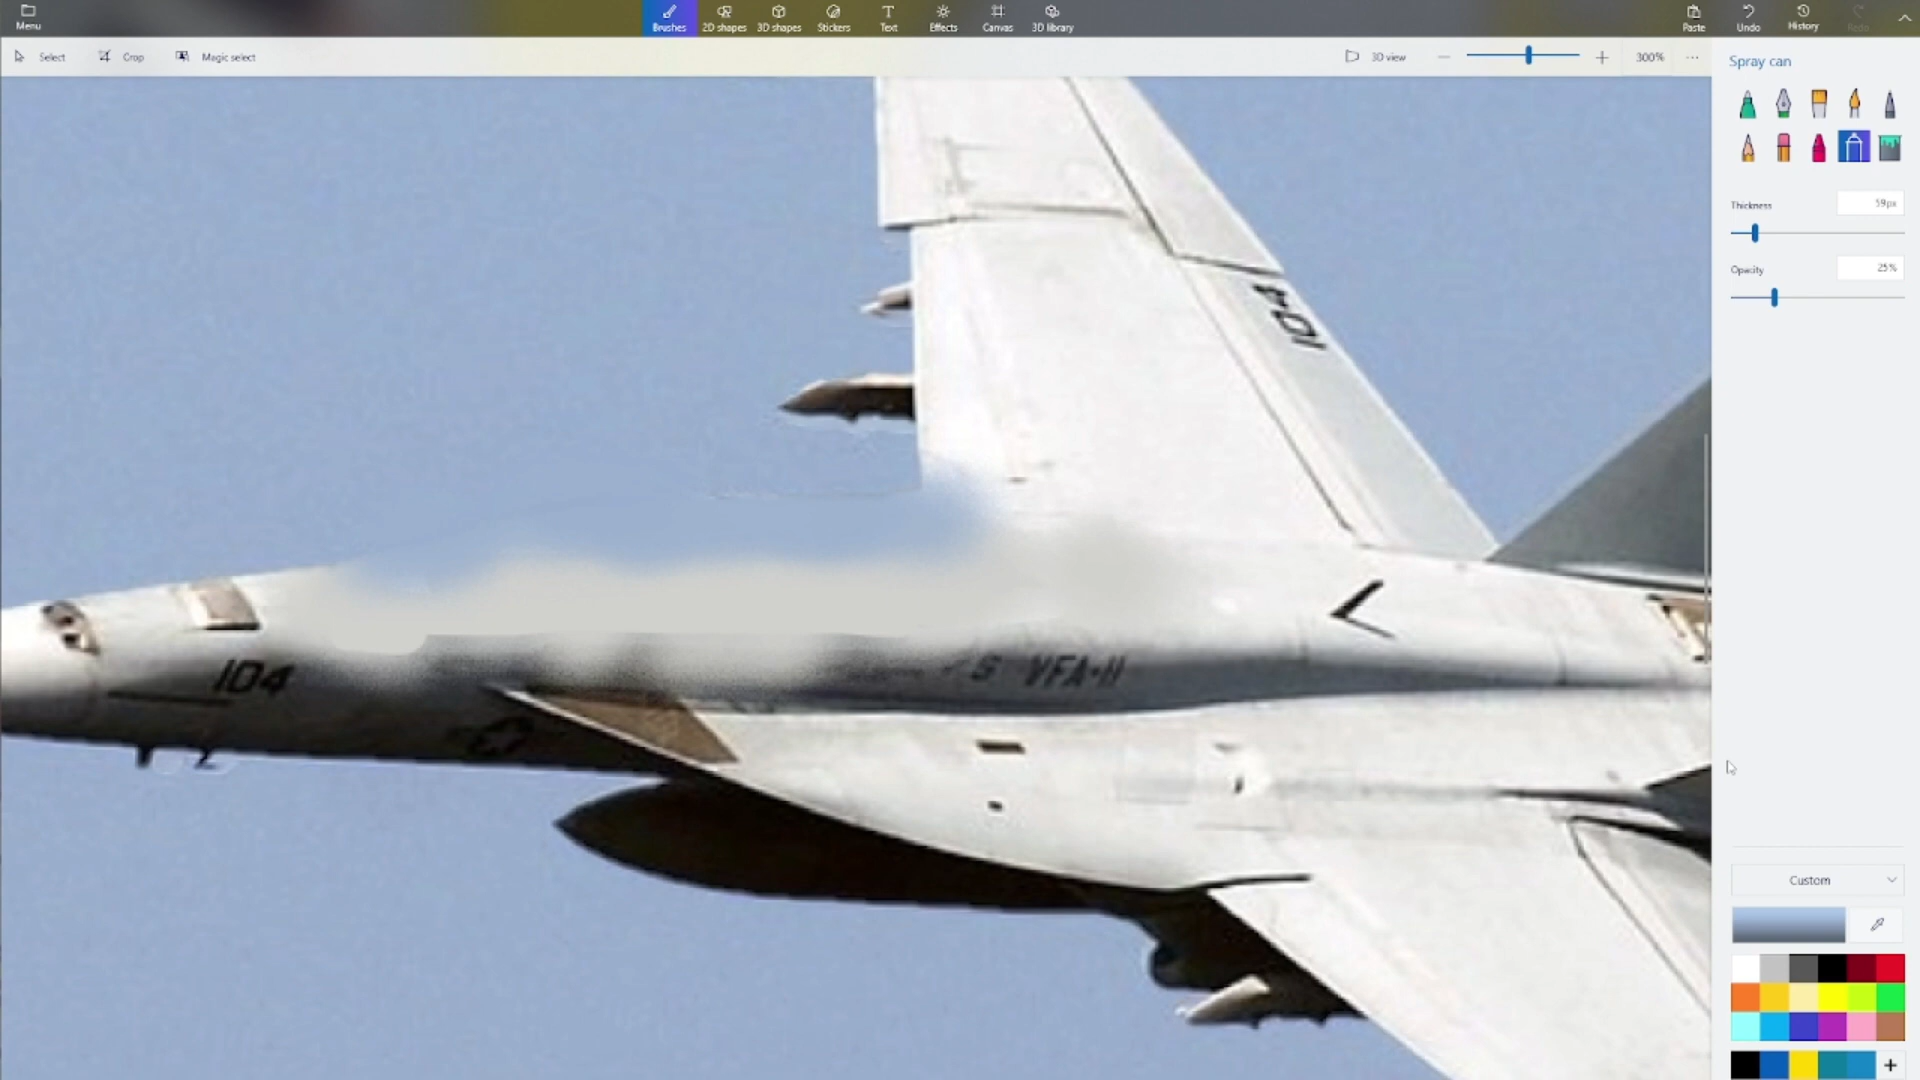 Menu
Brushes
2D shapes
3D shapes
Stickers
Text
Effects
Canvas
3D library
Paste
Undo
History
Redo
Select
Crop
Magic select
3D view
300%
Spray can
Thickness
59px
Opacity
25%
104
104
S VFA-11
Custom